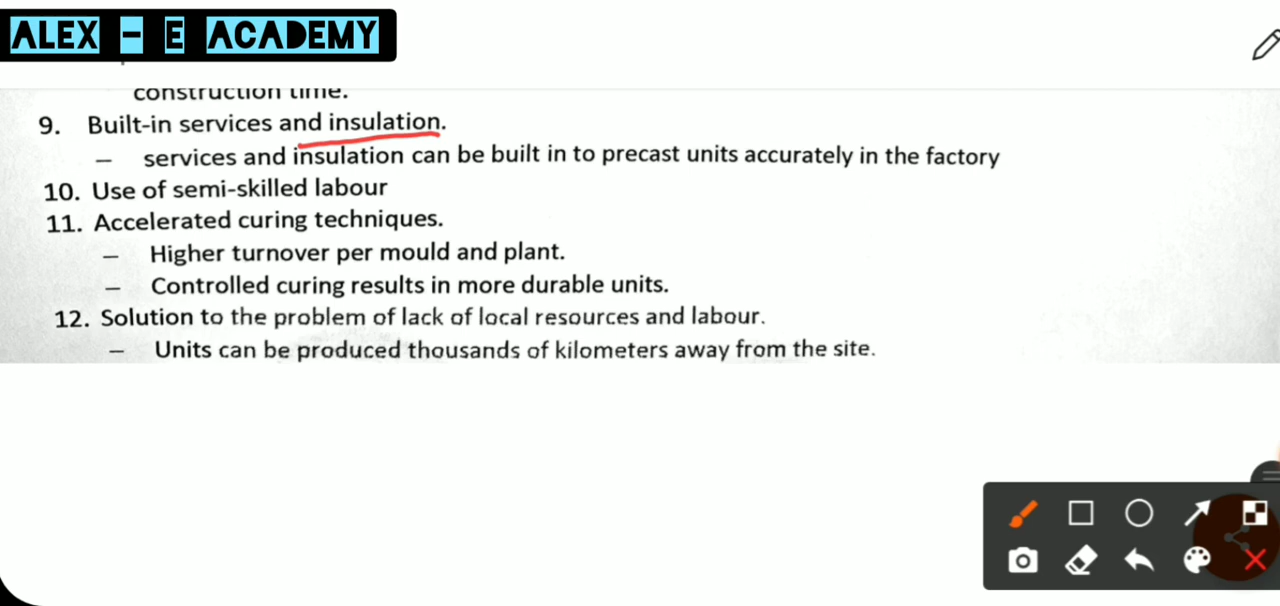 ALEX - E ACADEMY
construction time.
9. Built-in services and insulation.
– services and insulation can be built in to precast units accurately in the factory
10. Use of semi-skilled labour
11. Accelerated curing techniques.
– Higher turnover per mould and plant.
– Controlled curing results in more durable units.
12. Solution to the problem of lack of local resources and labour.
– Units can be produced thousands of kilometers away from the site.